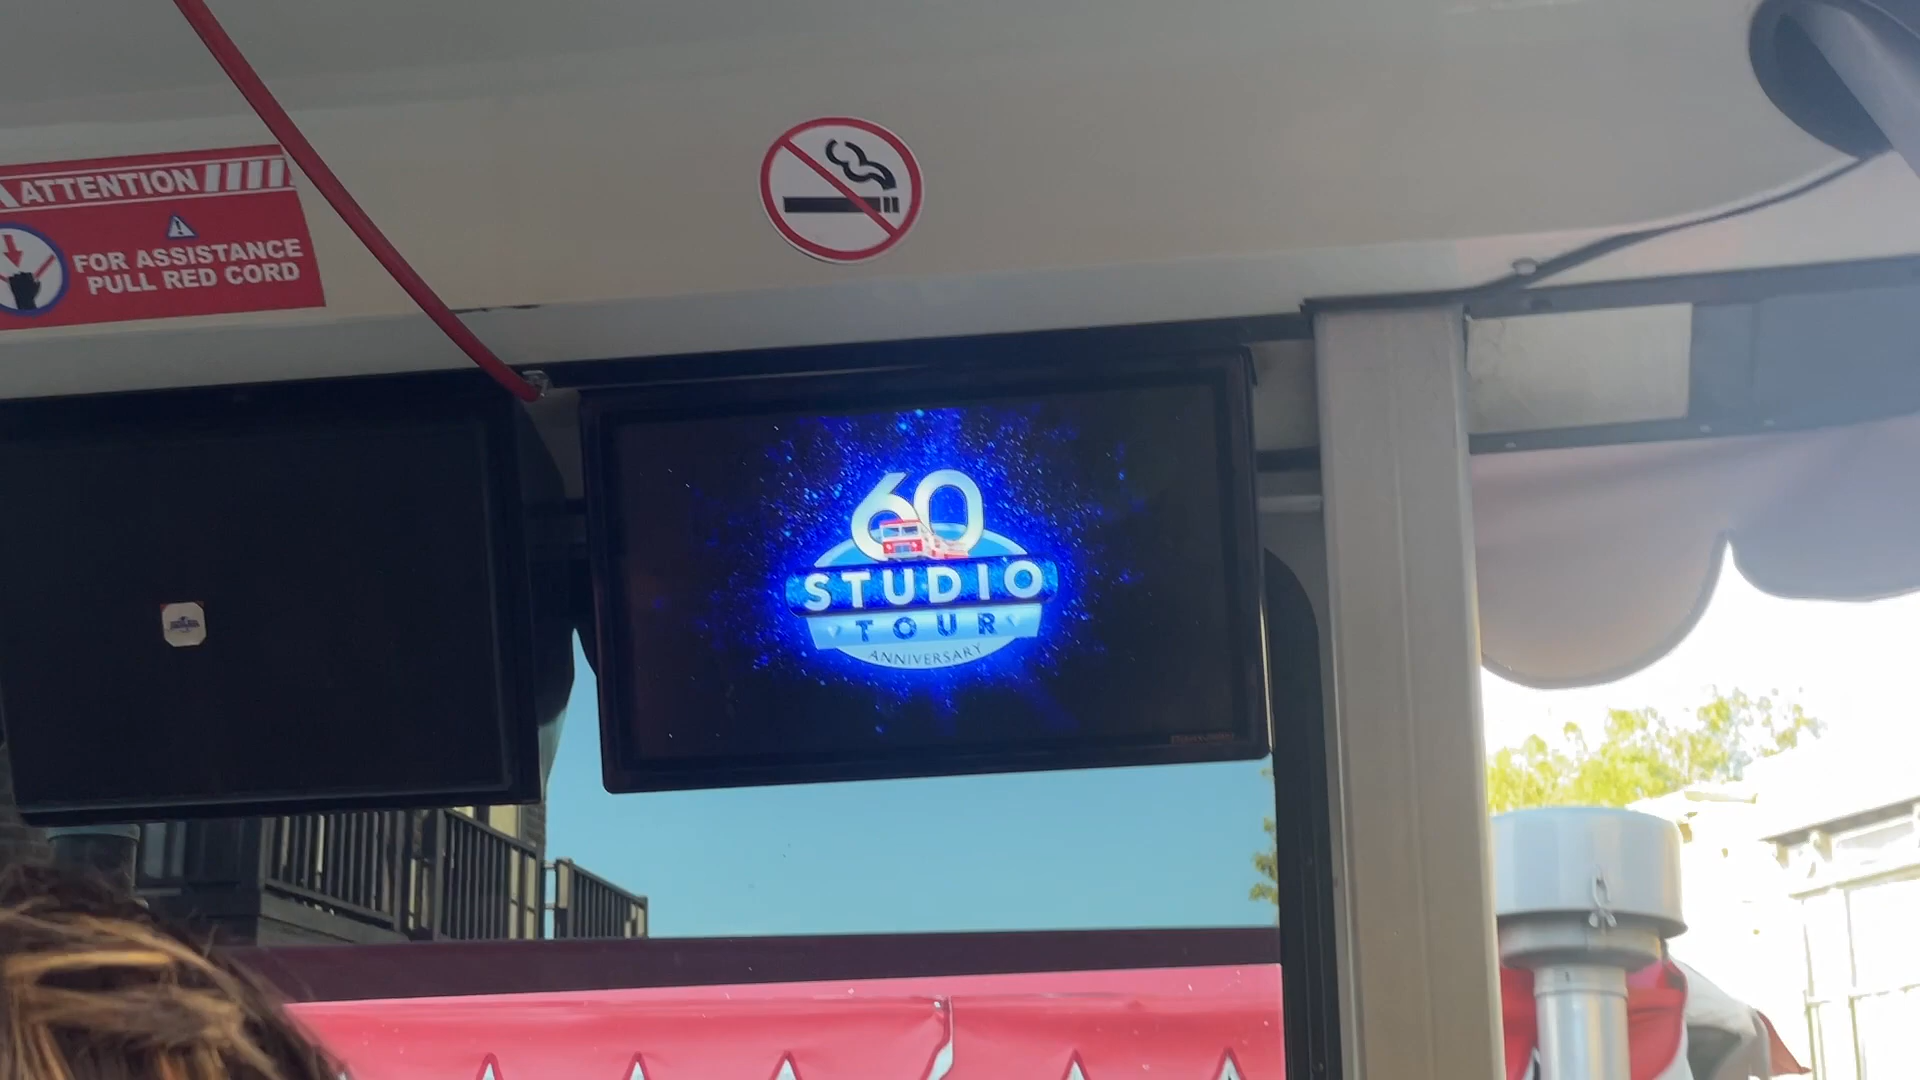 ATTENTION
FOR ASSISTANCE
PULL RED CORD
60
STUDIO
TOUR
ANNIVERSARY